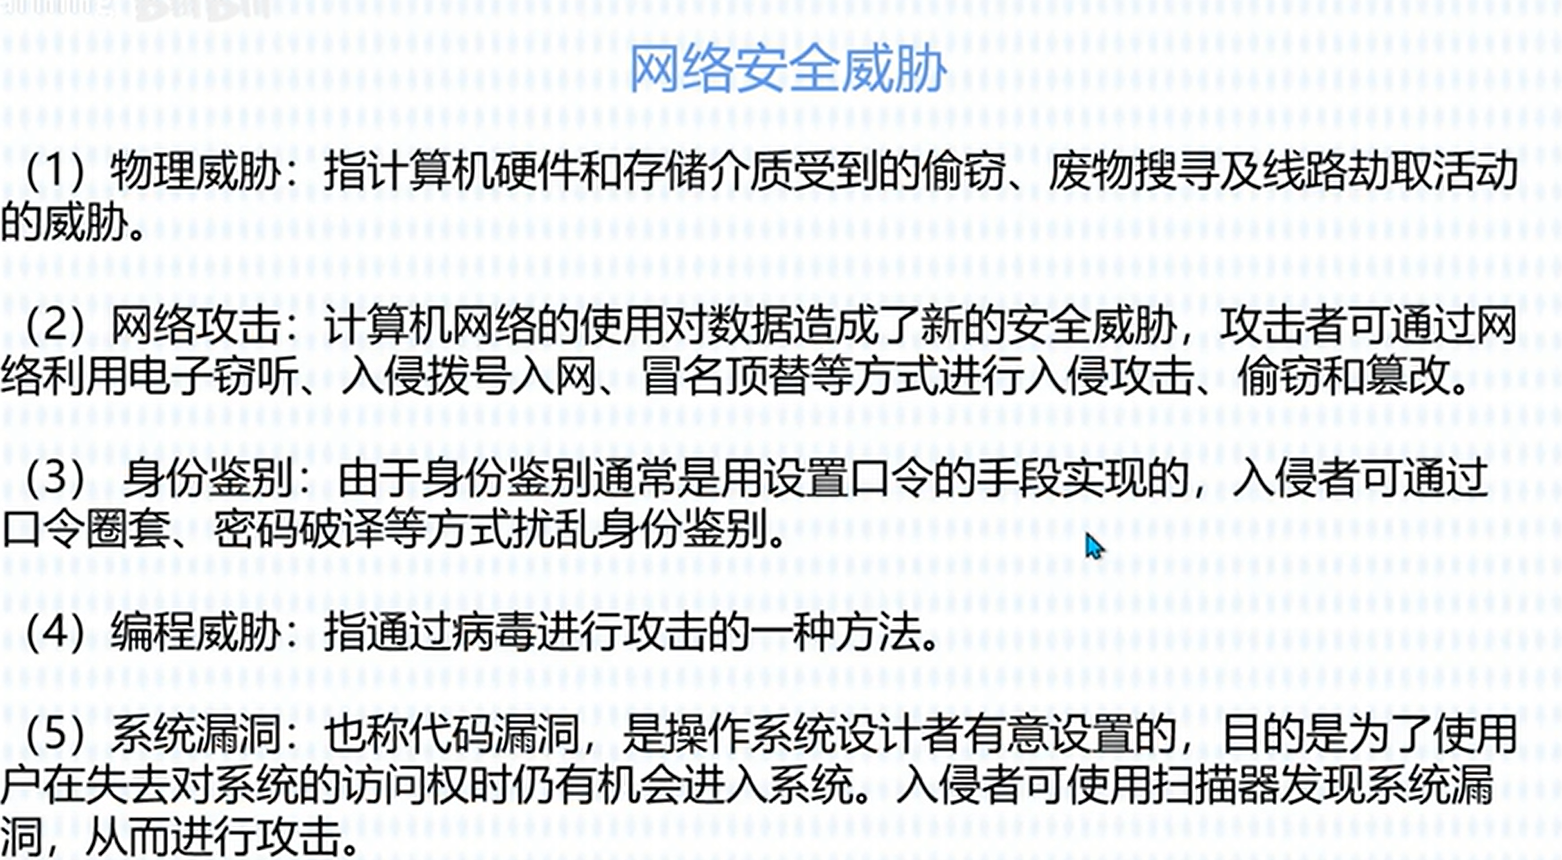 网络安全威胁
（1）物理威胁：指计算机硬件和存储介质受到的偷窃、废物搜寻及线路劫取活动
的威胁。
（2）网络攻击：计算机网络的使用对数据造成了新的安全威胁，攻击者可通过网
络利用电子窃听、入侵拨号入网、冒名顶替等方式进行入侵攻击、偷窃和篡改。
（3） 身份鉴别：由于身份鉴别通常是用设置口令的手段实现的，入侵者可通过
口令圈套、密码破译等方式扰乱身份鉴别。
（4）编程威胁：指通过病毒进行攻击的一种方法。
（5）系统漏洞：也称代码漏洞，是操作系统设计者有意设置的，目的是为了使用
户在失去对系统的访问权时仍有机会进入系统。入侵者可使用扫描器发现系统漏
洞，从而进行攻击。